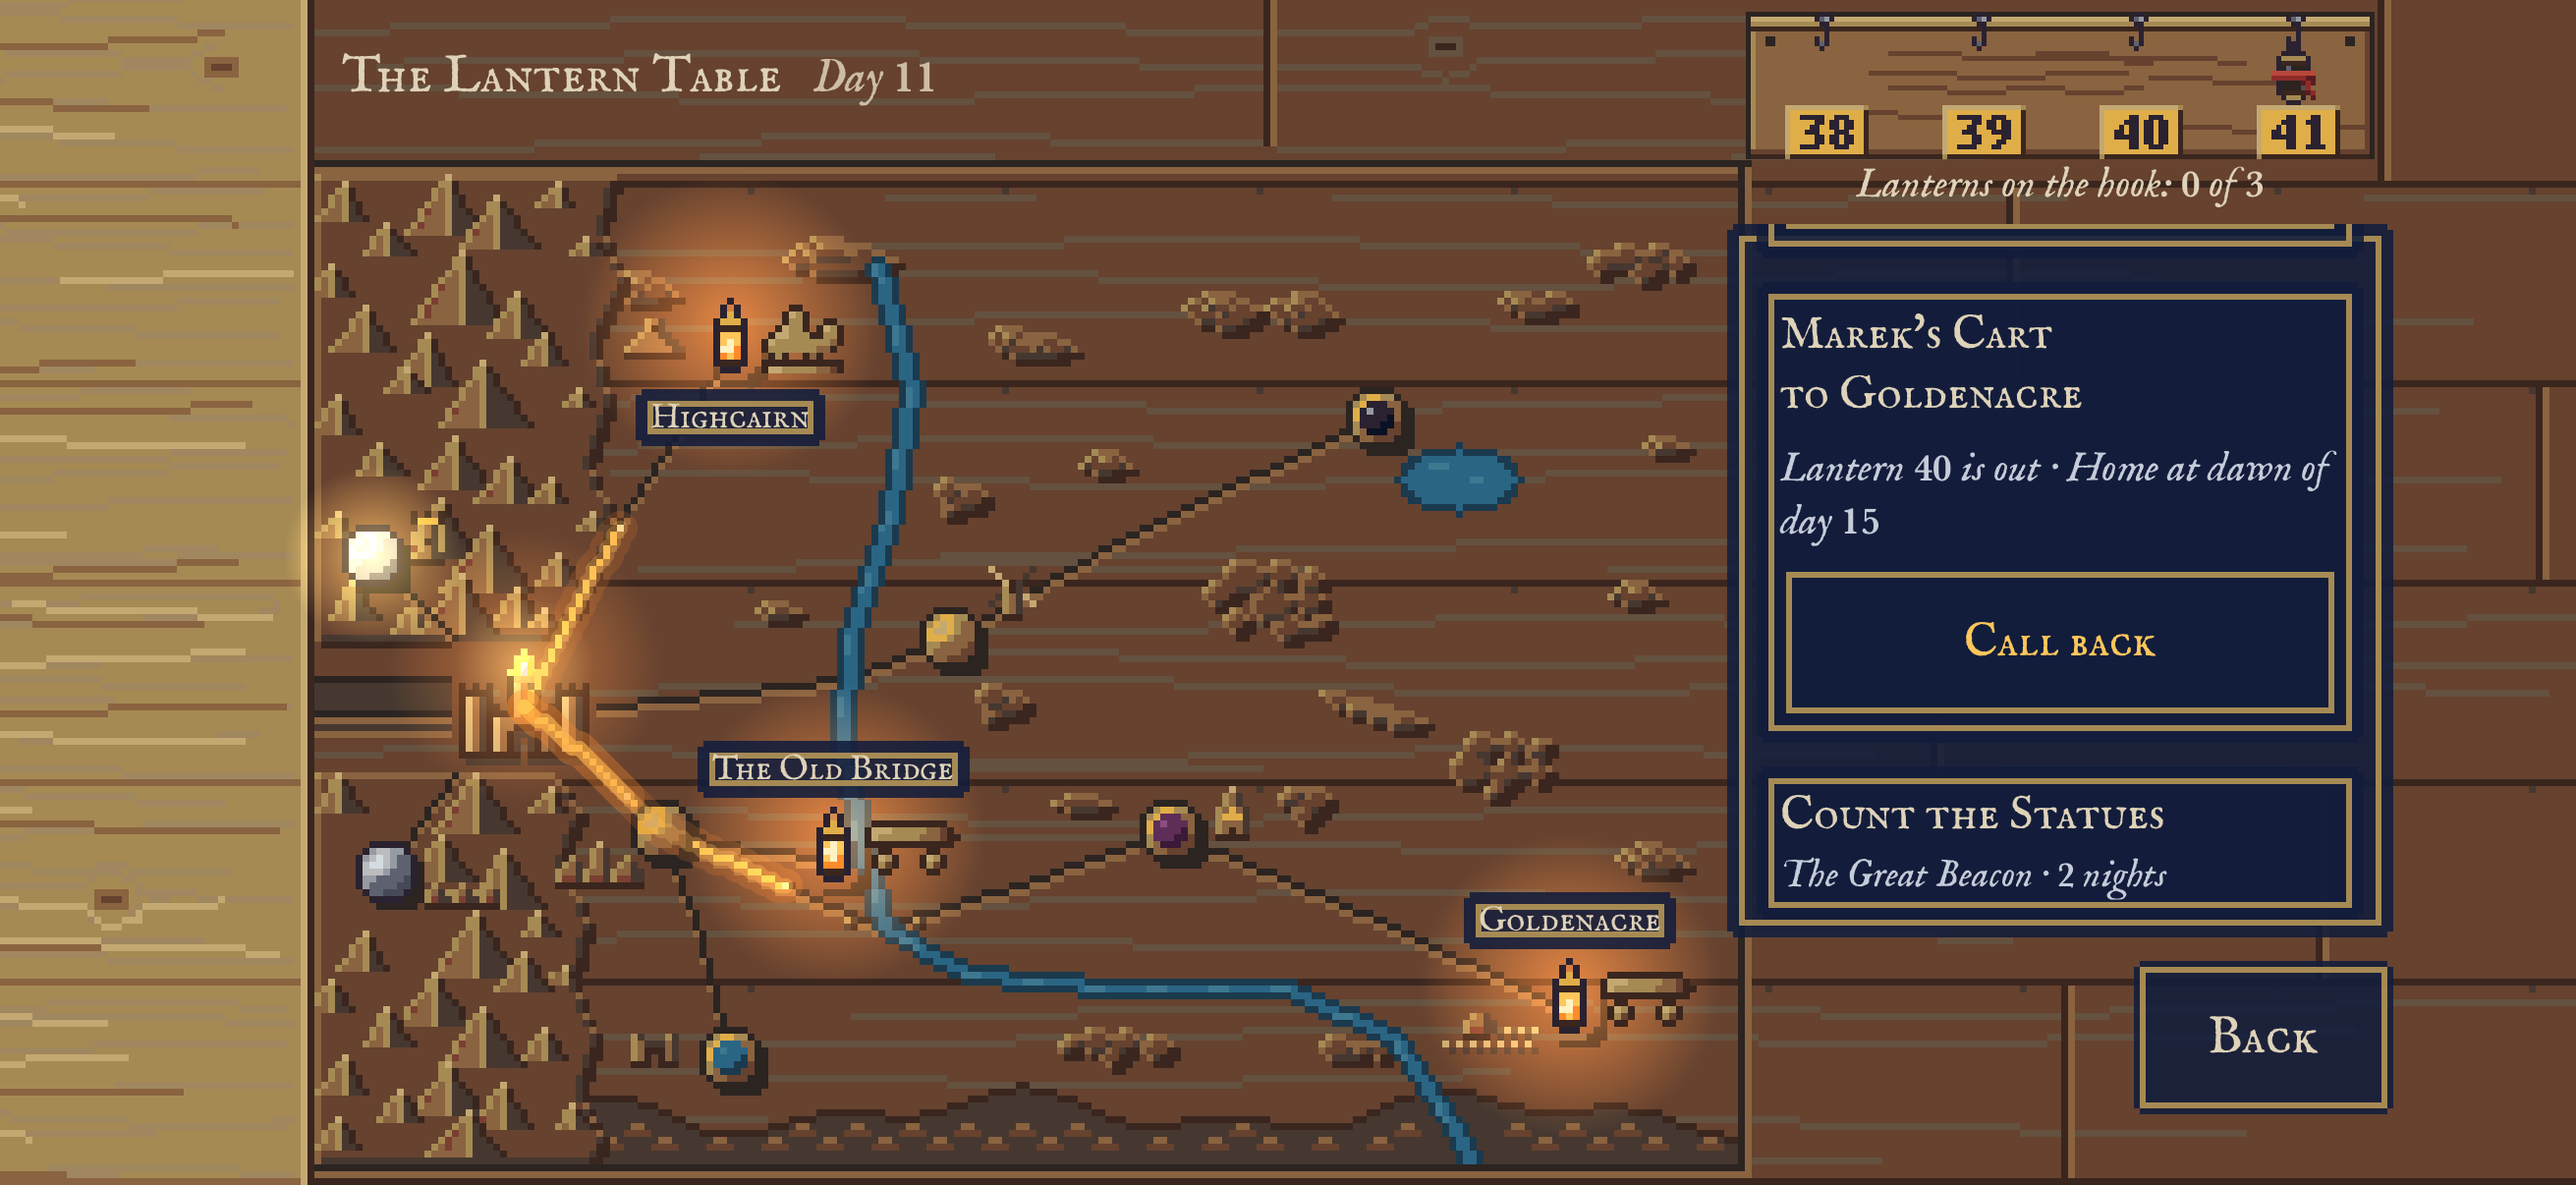 The Lantern Table Day 11
38 39 40 41
Lanterns on the hook: 0 of 3
Highcairn
The Old Bridge
Goldenacre
Marek's Cart
to Goldenacre
Lantern 40 is out · Home at dawn of
day 15
Call back
Count the Statues
The Great Beacon · 2 nights
Back